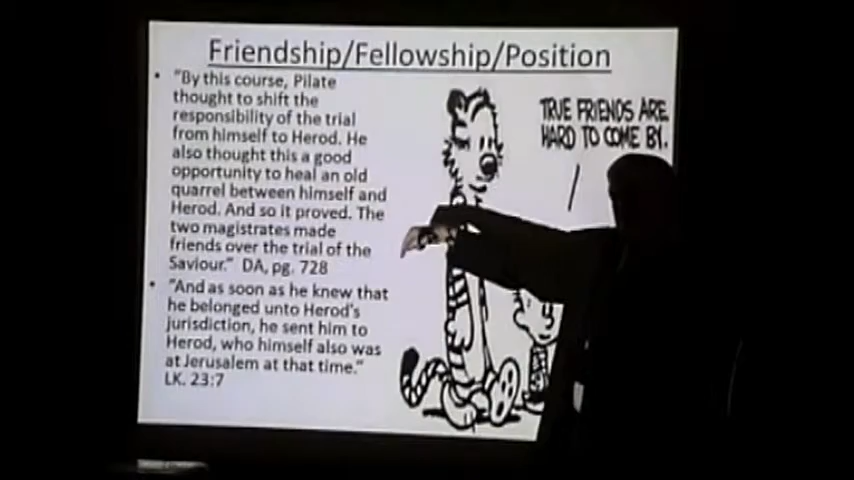 Friendship/Fellowship/Position
• "By this course, Pilate
thought to shift the
responsibility of the trial
from himself to Herod. He
also thought this a good
opportunity to heal an old
quarrel between himself and
Herod. And so it proved. The
two magistrates made
friends over the trial of the
Saviour." DA, pg. 728
• "And as soon as he knew that
he belonged unto Herod's
jurisdiction, he sent him to
Herod, who himself also was
at Jerusalem at that time."
LK. 23:7
TRUE FRIENDS ARE
HARD TO COME BY.